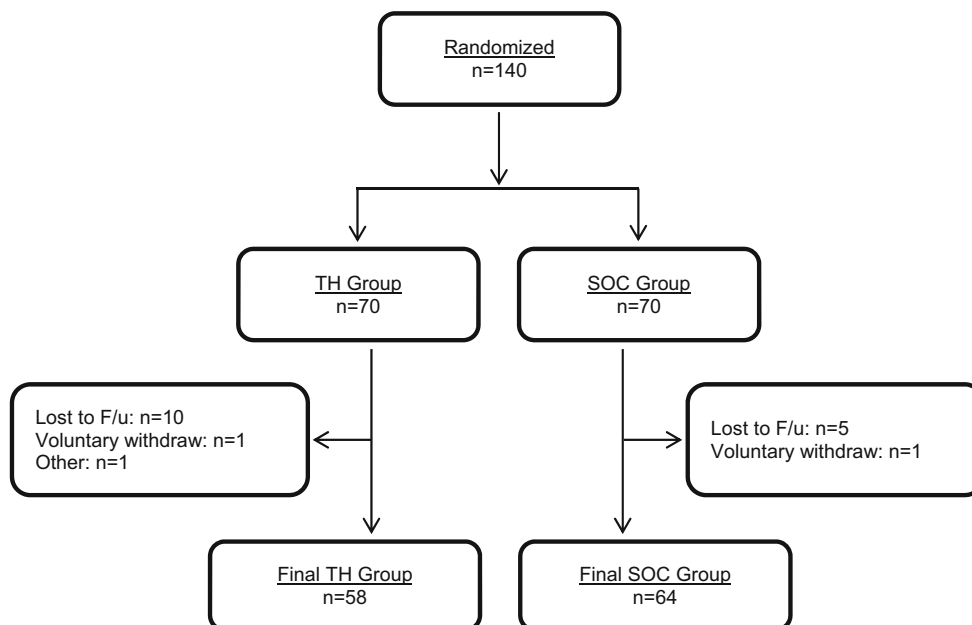 Randomized
n=140
TH Group
n=70
SOC Group
n=70
Lost to F/u: n=10
Voluntary withdraw: n=1
Other: n=1
Lost to F/u: n=5
Voluntary withdraw: n=1
Final TH Group
n=58
Final SOC Group
n=64